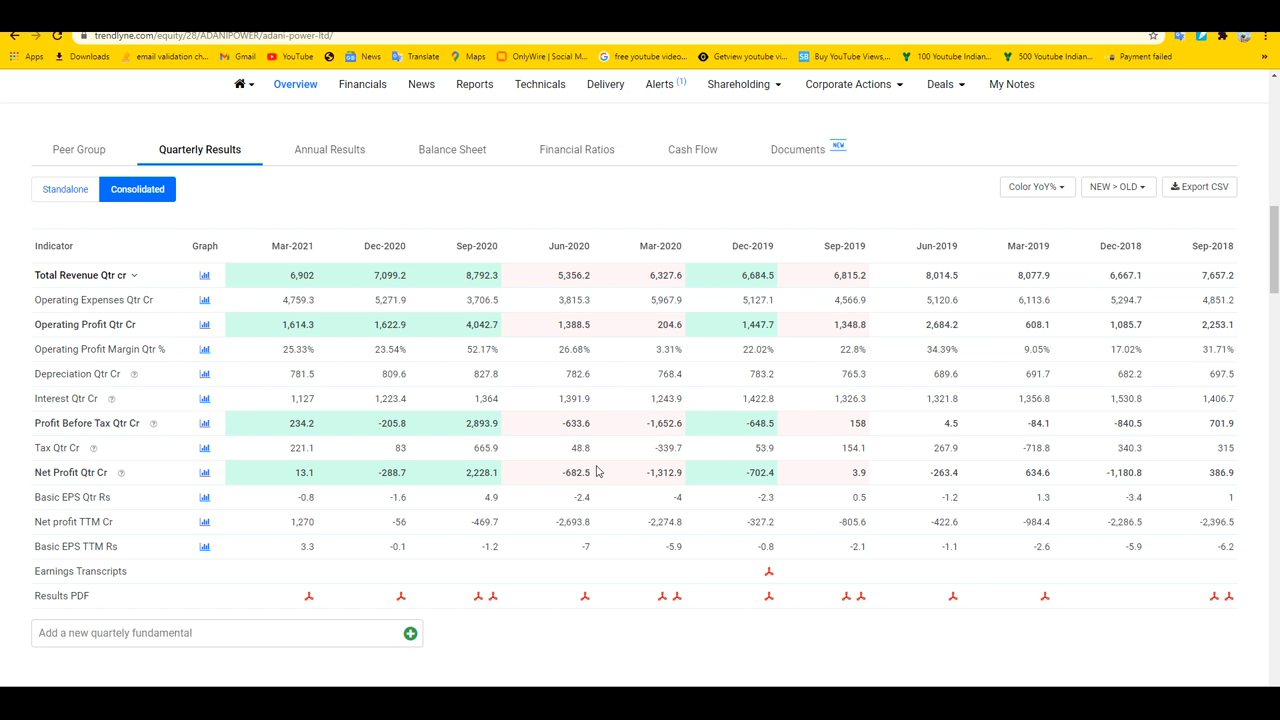 trendlyne.com/equity/28/ADANIPOWER/adani-power-ltd/
Apps Downloads email validation ch... Gmail YouTube News Translate Maps OnlyWire | Social M... free youtube video... Getview youtube vi... Buy YouTube Views,... 100 Youtube Indian... 500 Youtube Indian... Payment failed »
Overview Financials News Reports Technicals Delivery Alerts (1) Shareholding Corporate Actions Deals My Notes
Peer Group Quarterly Results Annual Results Balance Sheet Financial Ratios Cash Flow Documents NEW
Standalone Consolidated Color YoY% NEW > OLD Export CSV
Indicator Graph Mar-2021 Dec-2020 Sep-2020 Jun-2020 Mar-2020 Dec-2019 Sep-2019 Jun-2019 Mar-2019 Dec-2018 Sep-2018
Total Revenue Qtr cr 6,902 7,099.2 8,792.3 5,356.2 6,327.6 6,684.5 6,815.2 8,014.5 8,077.9 6,667.1 7,657.2
Operating Expenses Qtr Cr 4,759.3 5,271.9 3,706.5 3,815.3 5,967.9 5,127.1 4,566.9 5,120.6 6,113.6 5,294.7 4,851.2
Operating Profit Qtr Cr 1,614.3 1,622.9 4,042.7 1,388.5 204.6 1,447.7 1,348.8 2,684.2 608.1 1,085.7 2,253.1
Operating Profit Margin Qtr % 25.33% 23.54% 52.17% 26.68% 3.31% 22.02% 22.8% 34.39% 9.05% 17.02% 31.71%
Depreciation Qtr Cr 781.5 809.6 827.8 782.6 768.4 783.2 765.3 689.6 691.7 682.2 697.5
Interest Qtr Cr 1,127 1,223.4 1,364 1,391.9 1,243.9 1,422.8 1,326.3 1,321.8 1,356.8 1,530.8 1,406.7
Profit Before Tax Qtr Cr 234.2 -205.8 2,893.9 -633.6 -1,652.6 -648.5 158 4.5 -84.1 -840.5 701.9
Tax Qtr Cr 221.1 83 665.9 48.8 -339.7 53.9 154.1 267.9 -718.8 340.3 315
Net Profit Qtr Cr 13.1 -288.7 2,228.1 -682.5 -1,312.9 -702.4 3.9 -263.4 634.6 -1,180.8 386.9
Basic EPS Qtr Rs -0.8 -1.6 4.9 -2.4 -4 -2.3 0.5 -1.2 1.3 -3.4 1
Net profit TTM Cr 1,270 -56 -469.7 -2,693.8 -2,274.8 -327.2 -805.6 -422.6 -984.4 -2,286.5 -2,396.5
Basic EPS TTM Rs 3.3 -0.1 -1.2 -7 -5.9 -0.8 -2.1 -1.1 -2.6 -5.9 -6.2
Earnings Transcripts
Results PDF
Add a new quartely fundamental